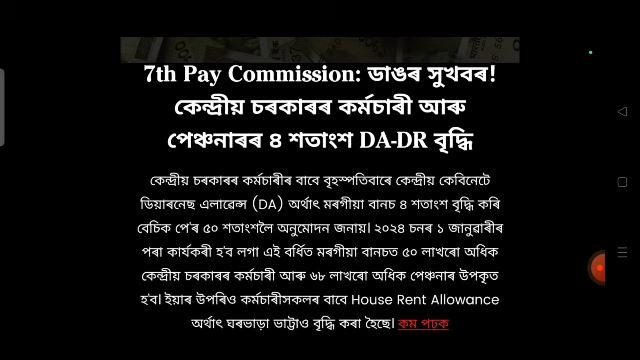 7th Pay Commission: ডাঙৰ সুখবৰ!
কেন্দ্ৰীয় চৰকাৰৰ কৰ্মচাৰী আৰু
পেঞ্চনাৰৰ ৪ শতাংশ DA-DR বৃদ্ধি
কেন্দ্ৰীয় চৰকাৰৰ কৰ্মচাৰীৰ বাবে বৃহস্পতিবাৰে কেন্দ্ৰীয় কেবিনেটে
ডিয়াৰনেছ এলাৱেন্স (DA) অৰ্থাৎ মৰগীয়া বানচ ৪ শতাংশ বৃদ্ধি কৰি
বেচিক পে'ৰ ৫০ শতাংশলৈ অনুমোদন জনায়। ২০২৪ চনৰ ১ জানুৱাৰীৰ
পৰা কাৰ্যকৰী হ'ব লগা এই বৰ্ধিত মৰগীয়া বানচত ৫০ লাখৰো অধিক
কেন্দ্ৰীয় চৰকাৰৰ কৰ্মচাৰী আৰু ৬৮ লাখৰো অধিক পেঞ্চনাৰ উপকৃত
হ'ব। ইয়াৰ উপৰিও কৰ্মচাৰীসকলৰ বাবে House Rent Allowance
অৰ্থাৎ ঘৰভাড়া ভাট্টাও বৃদ্ধি কৰা হৈছে। কম পঢ়ক